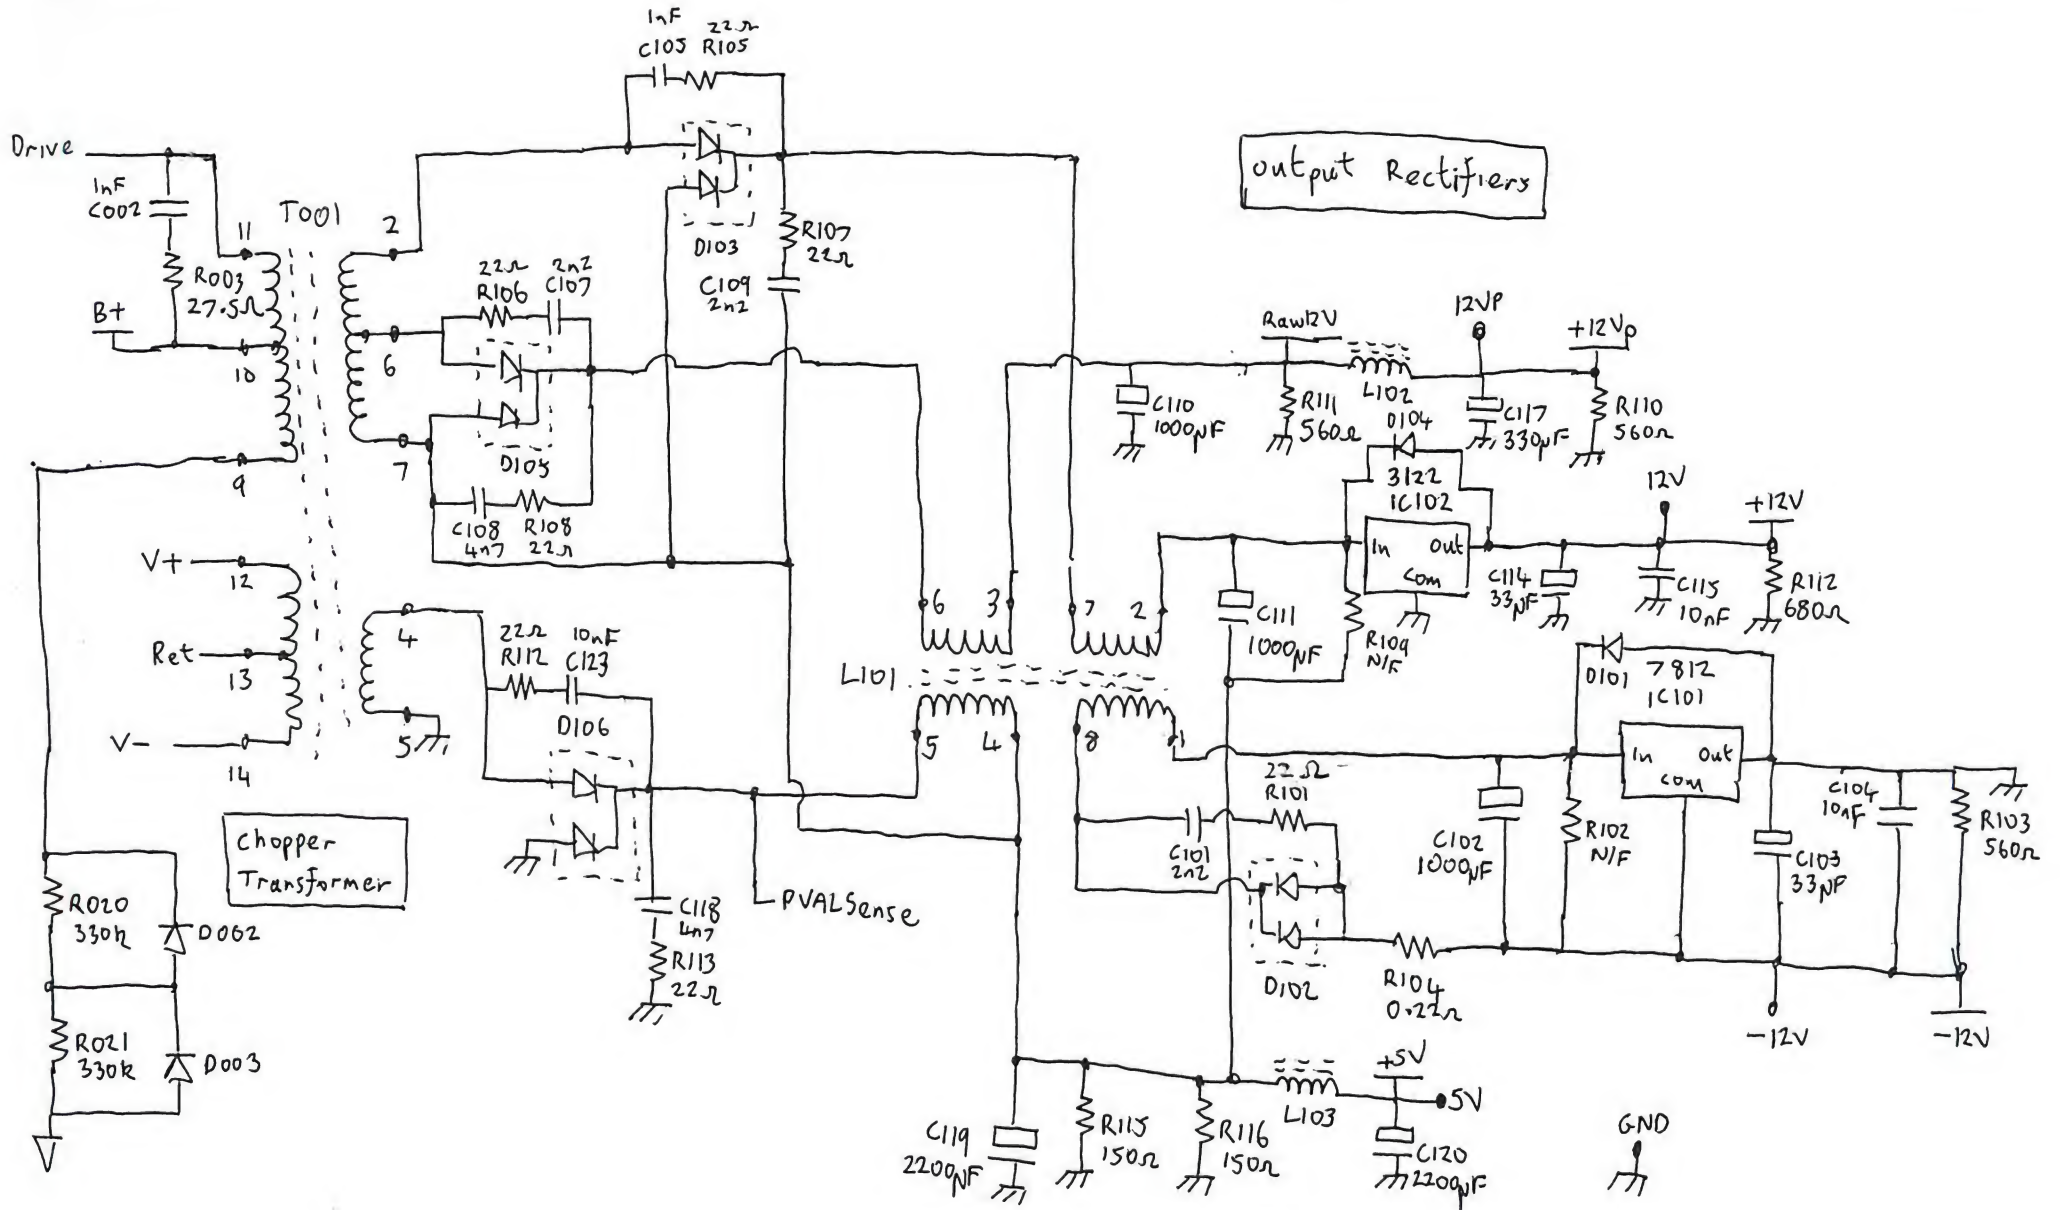 1nF
C105
22Ω
R105
Drive
1nF
C002
T001
11
2
R003
27.5Ω
B+
10
6
9
7
22Ω
R106
2n2
C107
D105
C108
4n7
R108
22Ω
D103
R107
22Ω
C109
2n2
Output Rectifiers
Raw12V
12VP
+12Vp
L102
C110
1000µF
R111
560Ω
D104
C117
330µF
R110
560Ω
3122
IC102
In
Out
Com
12V
+12V
C114
33µF
C115
10nF
R112
680Ω
V+
12
Ret
13
V-
14
4
5
22Ω
R112
10nF
C123
D106
6
3
7
2
L101
5
4
8
1
C111
1000µF
R109
N/F
D101
7812
IC101
In
Out
Com
22Ω
R101
C101
2n2
C102
1000µF
R102
N/F
C103
33µF
C104
10nF
R103
560Ω
Chopper
Transformer
R020
330k
D002
R021
330k
D003
C118
4n7
R113
22Ω
PVALSense
D102
R104
0.22Ω
-12V
-12V
C119
2200µF
R115
150Ω
R116
150Ω
L103
+5V
5V
C120
2200µF
GND